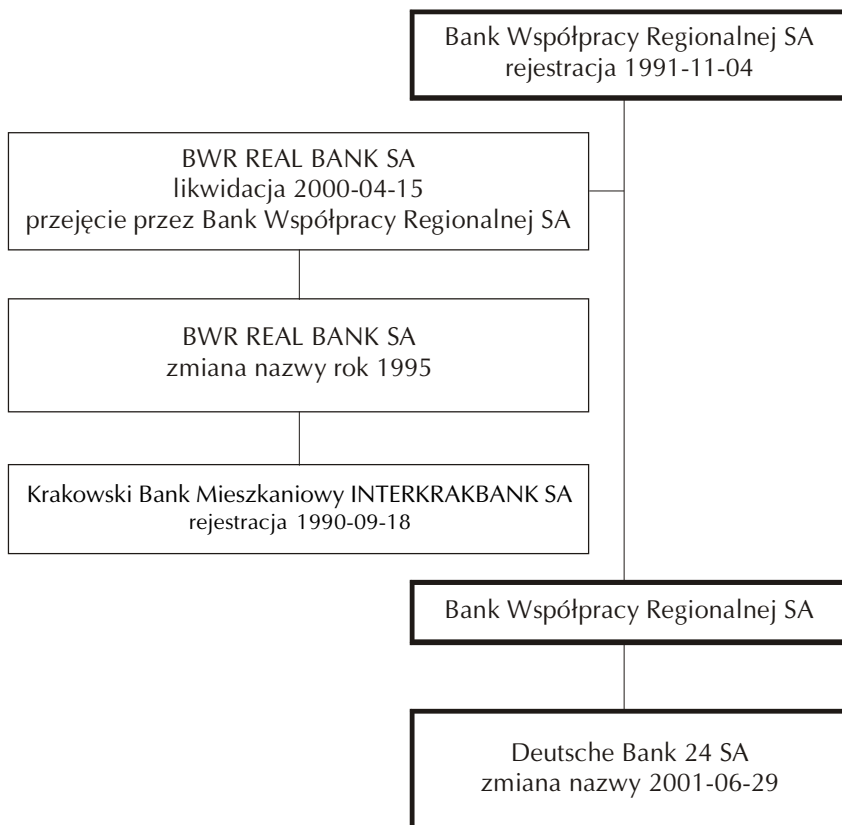 Bank Współpracy Regionalnej SA
rejestracja 1991-11-04
BWR REAL BANK SA
likwidacja 2000-04-15
przejęcie przez Bank Współpracy Regionalnej SA
BWR REAL BANK SA
zmiana nazwy rok 1995
Krakowski Bank Mieszkaniowy INTERKRAKBANK SA
rejestracja 1990-09-18
Bank Współpracy Regionalnej SA
Deutsche Bank 24 SA
zmiana nazwy 2001-06-29